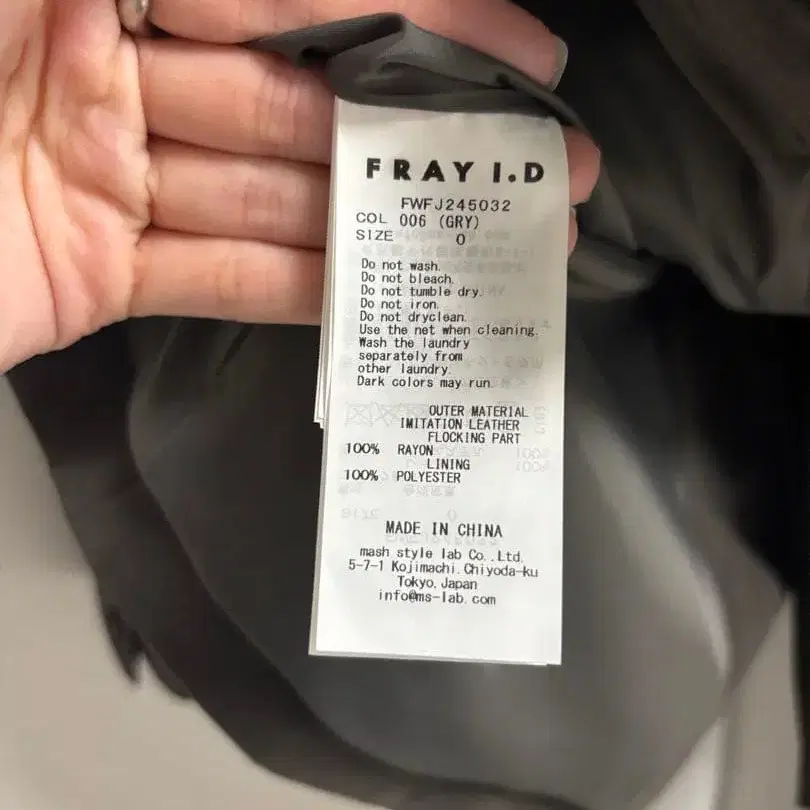 FRAY I.D
FWFJ245032
COL 006 (GRY)
SIZE 0
Do not wash.
Do not bleach.
Do not tumble dry.
Do not iron.
Do not dryclean.
Use the net when cleaning.
Wash the laundry
separately from
other laundry.
Dark colors may run.
OUTER MATERIAL
IMITATION LEATHER
FLOCKING PART
100% RAYON
LINING
100% POLYESTER
MADE IN CHINA
mash style lab Co.,Ltd.
5-7-1 Kojimachi.Chiyoda-ku
Tokyo,Japan
info@ms-lab.com